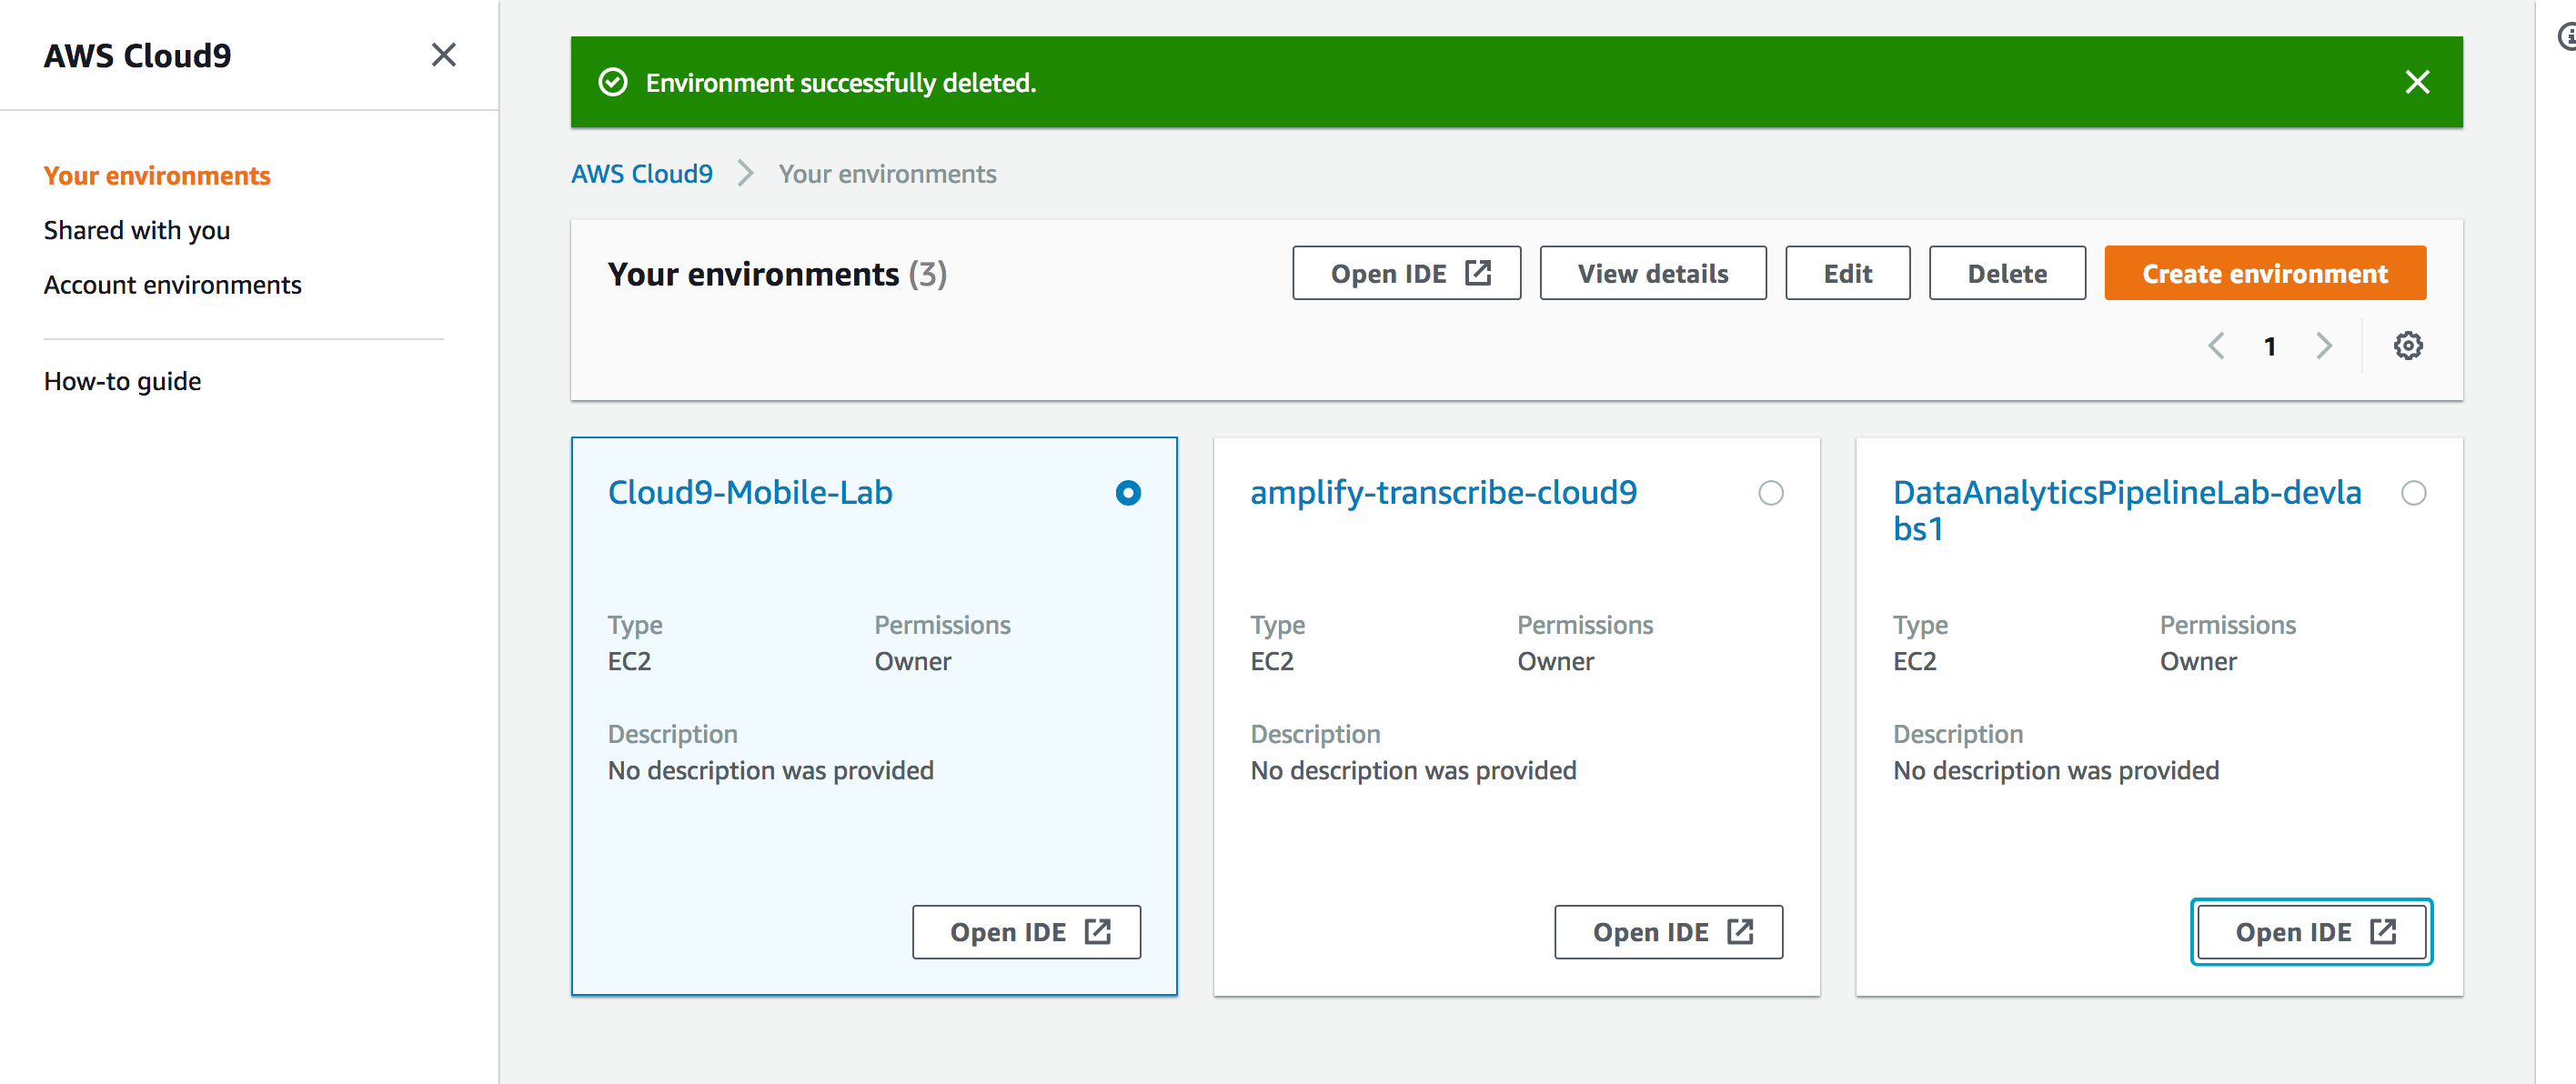 AWS Cloud9
Your environments
Shared with you
Account environments
How-to guide
Environment successfully deleted.
AWS Cloud9 > Your environments
Your environments (3)
Open IDE
View details
Edit
Delete
Create environment
1
Cloud9-Mobile-Lab
Type
Permissions
EC2
Owner
Description
No description was provided
Open IDE
amplify-transcribe-cloud9
Type
Permissions
EC2
Owner
Description
No description was provided
Open IDE
DataAnalyticsPipelineLab-devla
bs1
Type
Permissions
EC2
Owner
Description
No description was provided
Open IDE